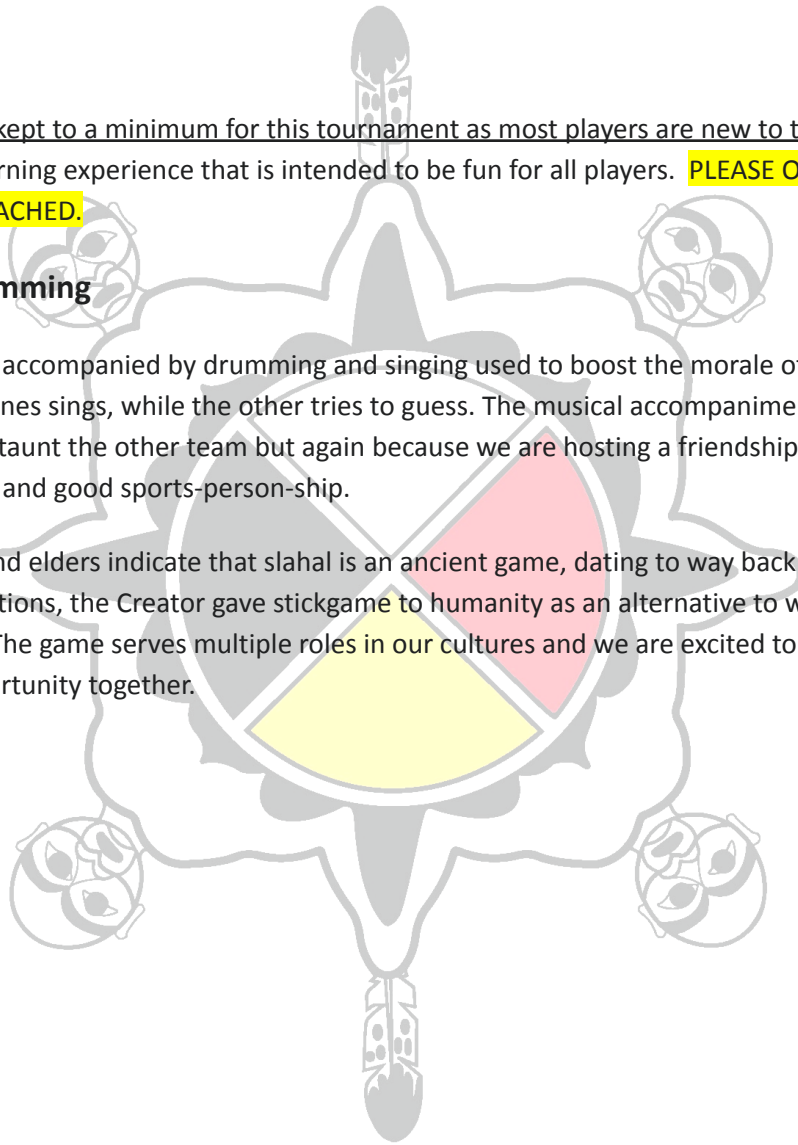 kept to a minimum for this tournament as most players are new to t
rning experience that is intended to be fun for all players. PLEASE O
ACHED.
mming
accompanied by drumming and singing used to boost the morale of
nes sings, while the other tries to guess. The musical accompanime
taunt the other team but again because we are hosting a friendship
and good sports-person-ship.
nd elders indicate that slahal is an ancient game, dating to way back
tions, the Creator gave stickgame to humanity as an alternative to w
The game serves multiple roles in our cultures and we are excited to
rtunity together.